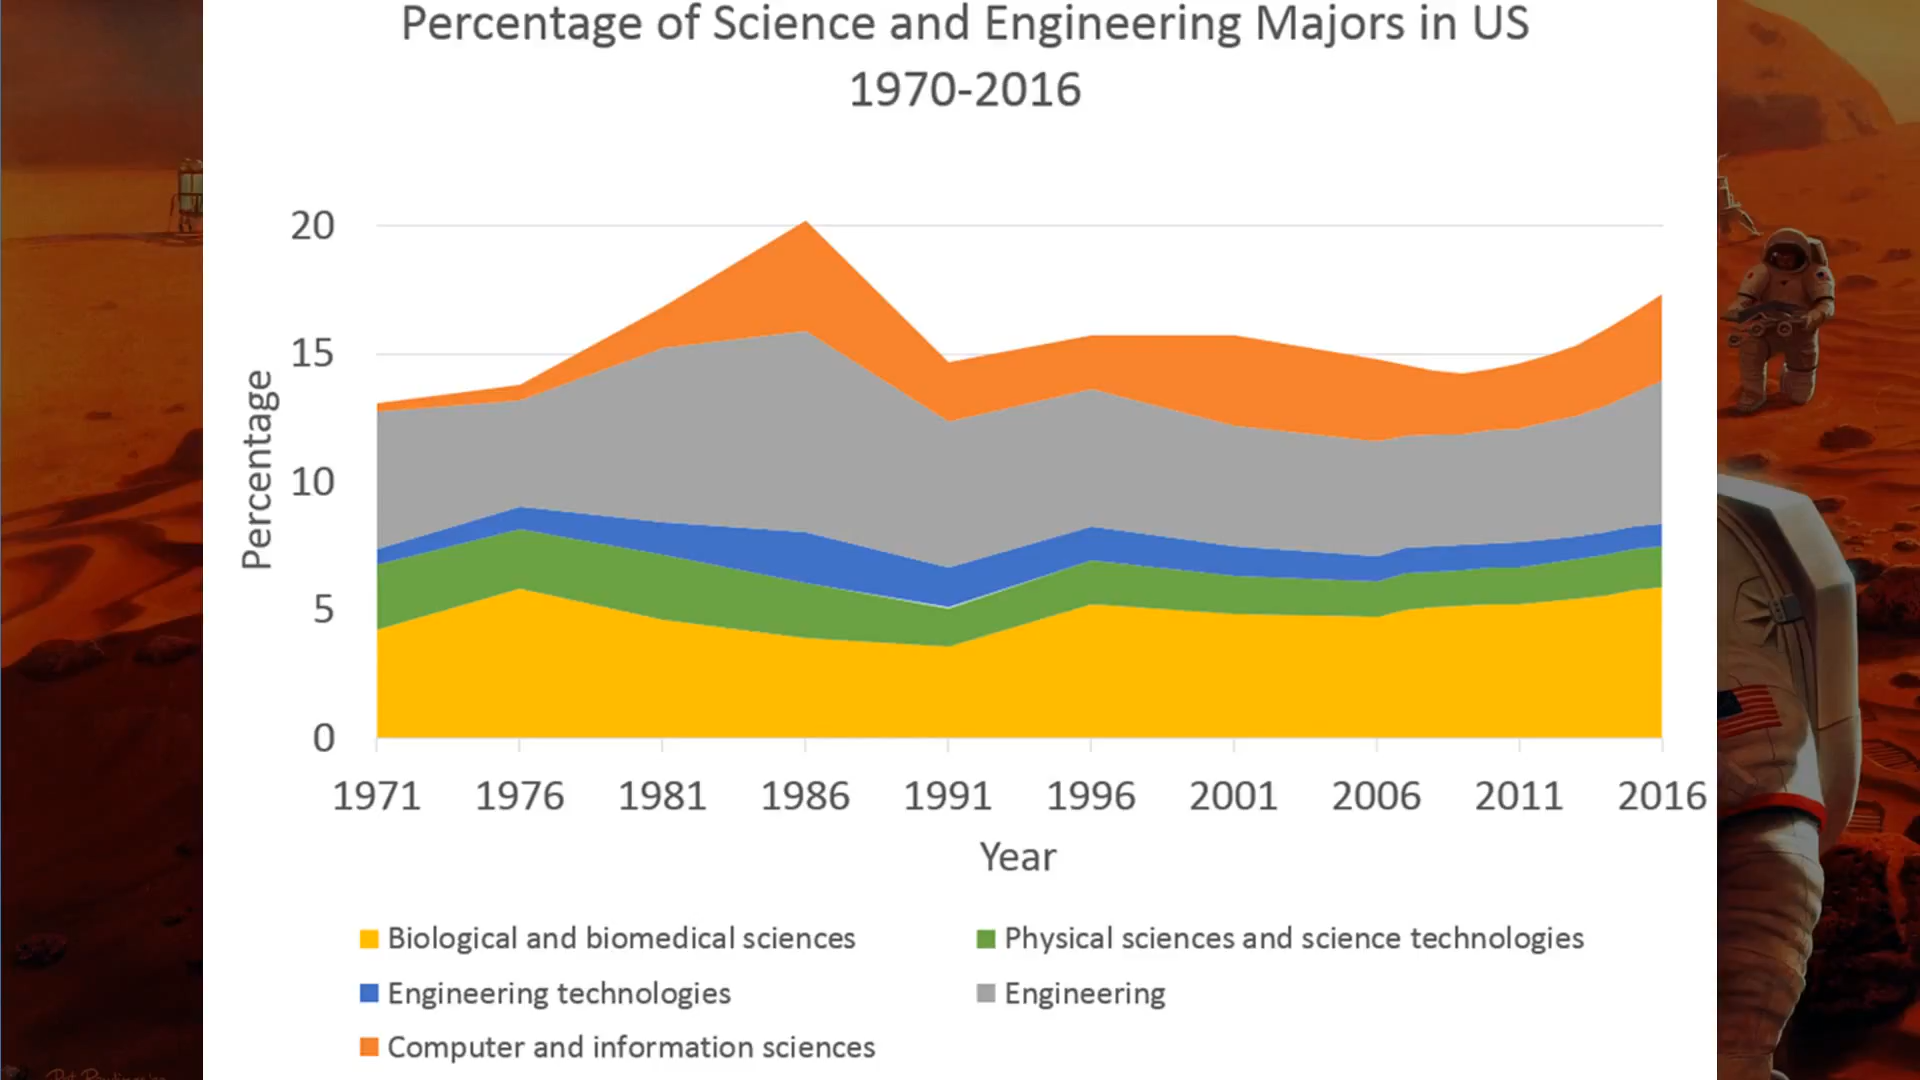 Percentage of Science and Engineering Majors in US
1970-2016
20
15
10
5
0
Percentage
1971 1976 1981 1986 1991 1996 2001 2006 2011 2016
Year
Biological and biomedical sciences
Physical sciences and science technologies
Engineering technologies
Engineering
Computer and information sciences